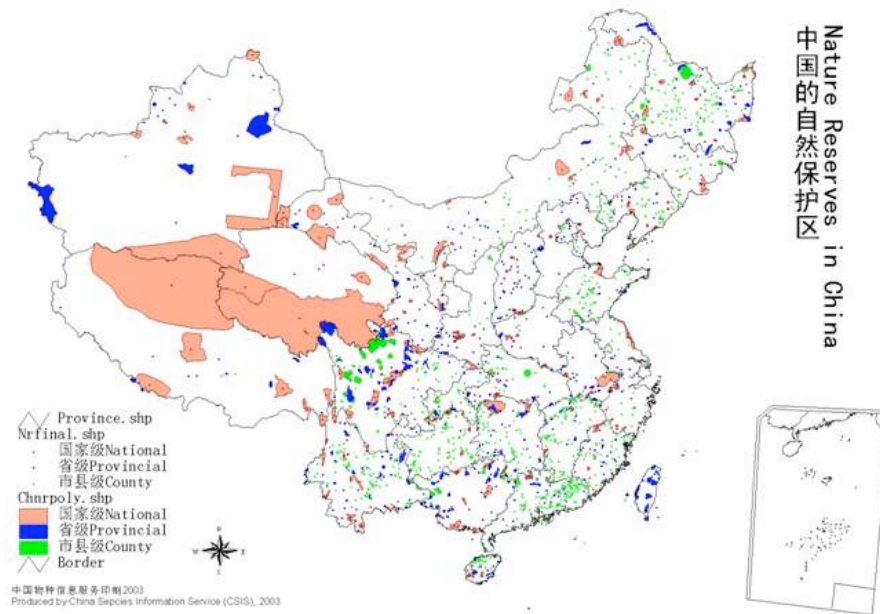 Nature Reserves in China
中国的自然保护区
Province.shp
Nrfinal.shp
国家级National
省级Provincial
市县级County
Chnrpoly.shp
国家级National
省级Provincial
市县级County
Border
N
W
E
S
中国物种信息服务印制2003
Produced by China Sepcies Information Service (CSIS), 2003